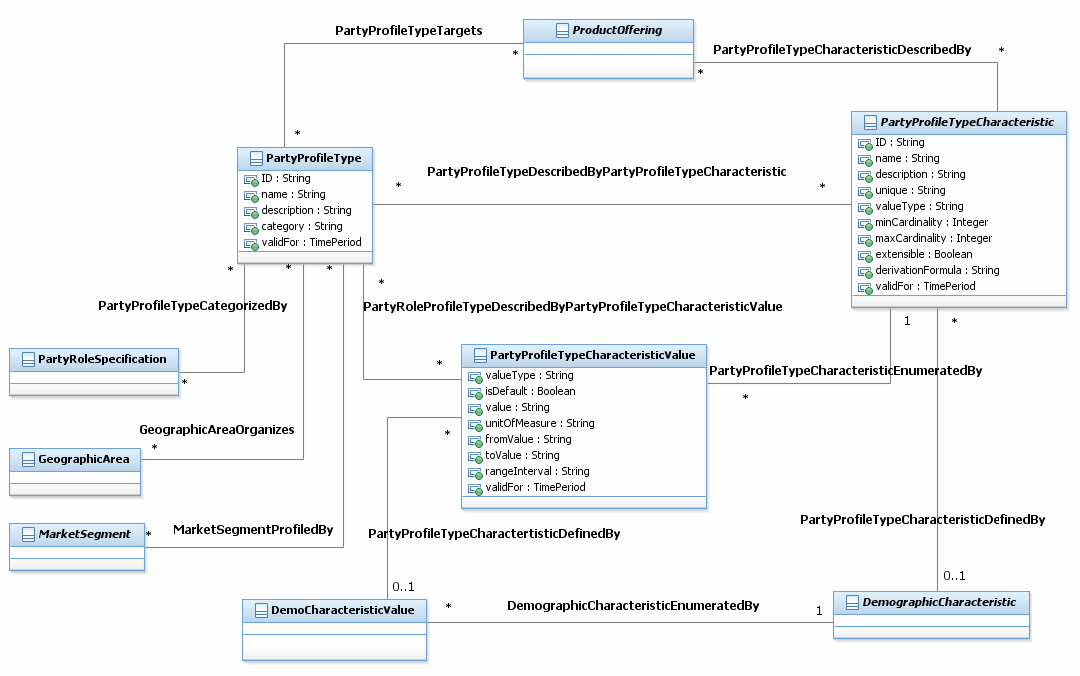 PartyProfileTypeTargets
ProductOffering
*
*
PartyProfileTypeCharacteristicDescribedBy
*
*
PartyProfileType
ID : String
name : String
description : String
category : String
validFor : TimePeriod
PartyProfileTypeDescribedByPartyProfileTypeCharacteristic
*
*
PartyProfileTypeCharacteristic
ID : String
name : String
description : String
unique : String
valueType : String
minCardinality : Integer
maxCardinality : Integer
extensible : Boolean
derivationFormula : String
validFor : TimePeriod
*
*
*
*
PartyProfileTypeCategorizedBy
PartyRoleProfileTypeDescribedByPartyProfileTypeCharacteristicValue
1
*
PartyRoleSpecification
*
*
PartyProfileTypeCharacteristicValue
valueType : String
isDefault : Boolean
value : String
unitOfMeasure : String
fromValue : String
toValue : String
rangeInterval : String
validFor : TimePeriod
PartyProfileTypeCharacteristicEnumeratedBy
*
GeographicAreaOrganizes
*
*
GeographicArea
MarketSegment
*
MarketSegmentProfiledBy
PartyProfileTypeCharactertisticDefinedBy
PartyProfileTypeCharacteristicDefinedBy
0..1
0..1
DemoCharacteristicValue
*
DemographicCharacteristicEnumeratedBy
1
DemographicCharacteristic